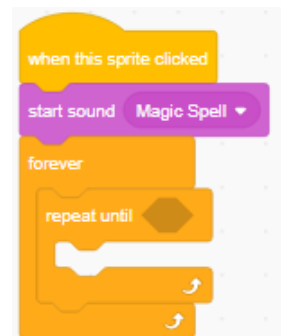 when this sprite clicked
start sound Magic Spell
forever
repeat until